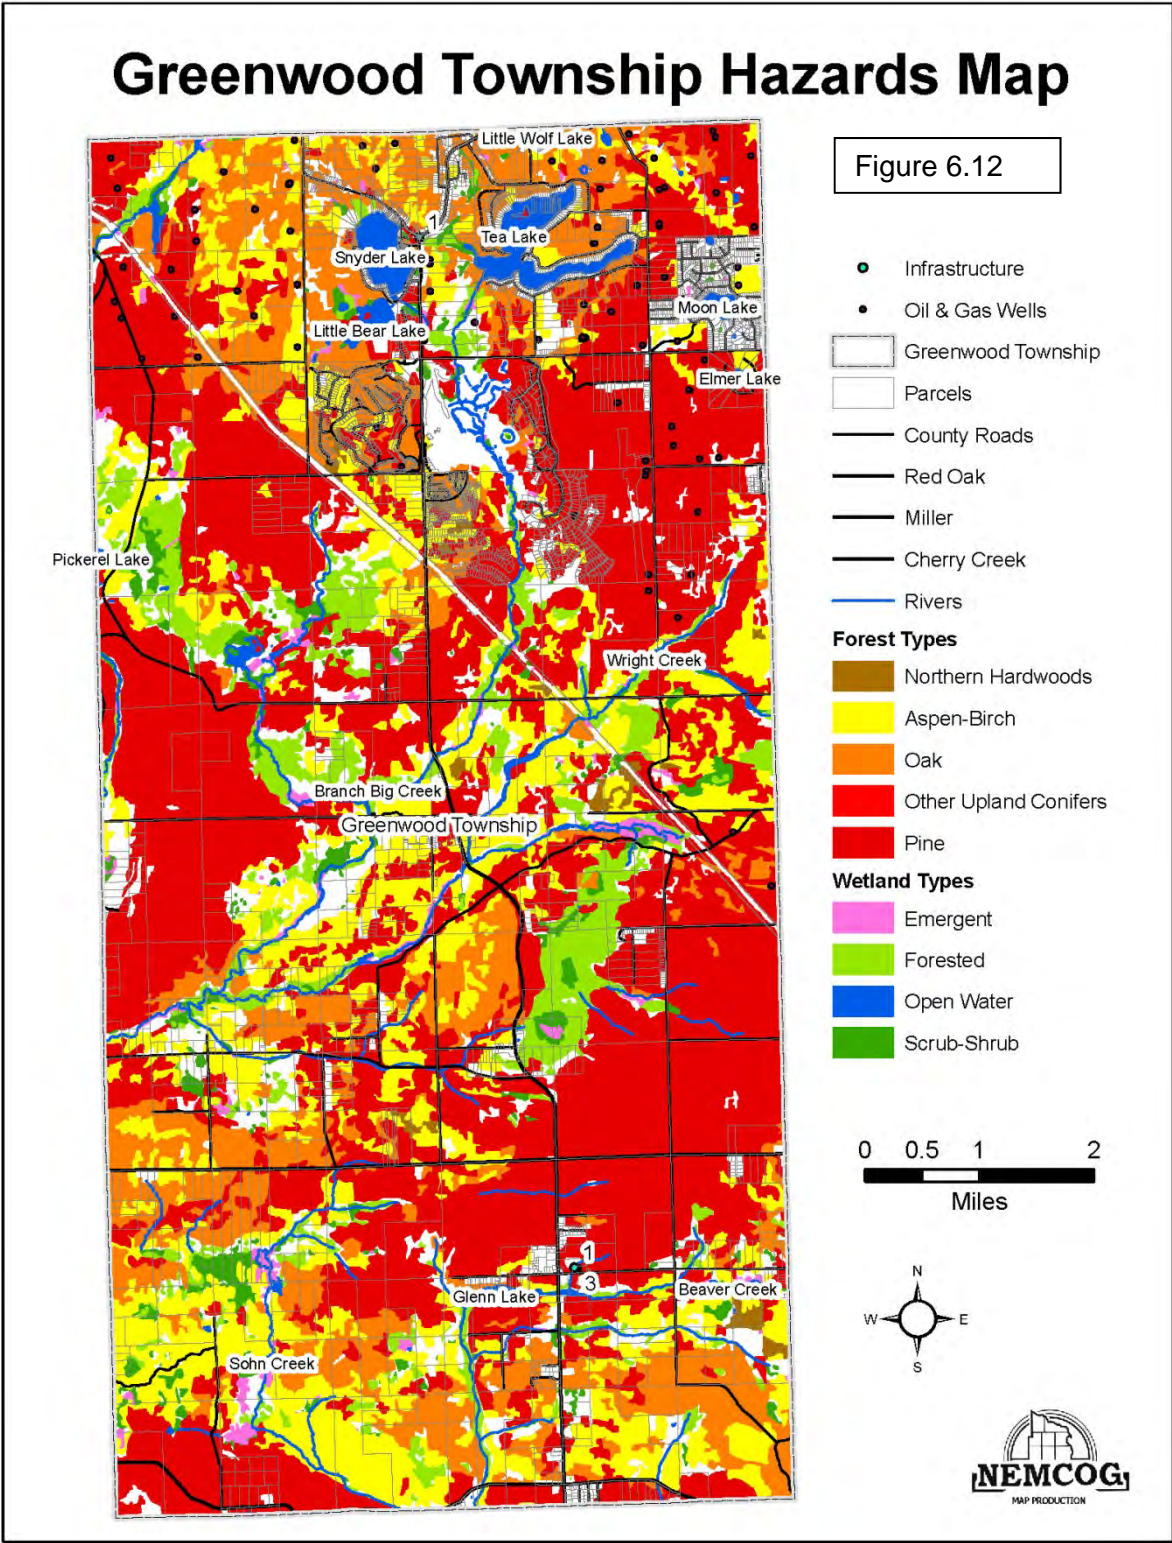 Greenwood Township Hazards Map
Figure 6.12
Little Wolf Lake
1
Tea Lake
Snyder Lake
Moon Lake
Little Bear Lake
Elmer Lake
Pickerel Lake
Wright Creek
Branch Big Creek
Greenwood Township
1
3
Glenn Lake
Beaver Creek
Sohn Creek
Infrastructure
Oil & Gas Wells
Greenwood Township
Parcels
County Roads
Red Oak
Miller
Cherry Creek
Rivers
Forest Types
Northern Hardwoods
Aspen-Birch
Oak
Other Upland Conifers
Pine
Wetland Types
Emergent
Forested
Open Water
Scrub-Shrub
0 0.5 1 2
Miles
N
W E
S
NEMCOG
MAP PRODUCTION